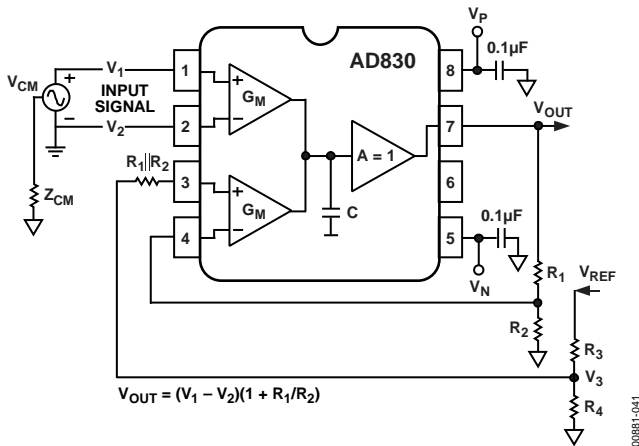 V_P
0.1µF
AD830
V_CM
V_1
INPUT
SIGNAL
V_2
Z_CM
R_1||R_2
+
−
1
2
3
4
+
−
G_M
+
−
G_M
A = 1
C
8
7
6
5
V_OUT
0.1µF
V_N
R_1
R_2
V_REF
R_3
V_3
R_4
V_OUT = (V_1 – V_2)(1 + R_1/R_2)
00881-041